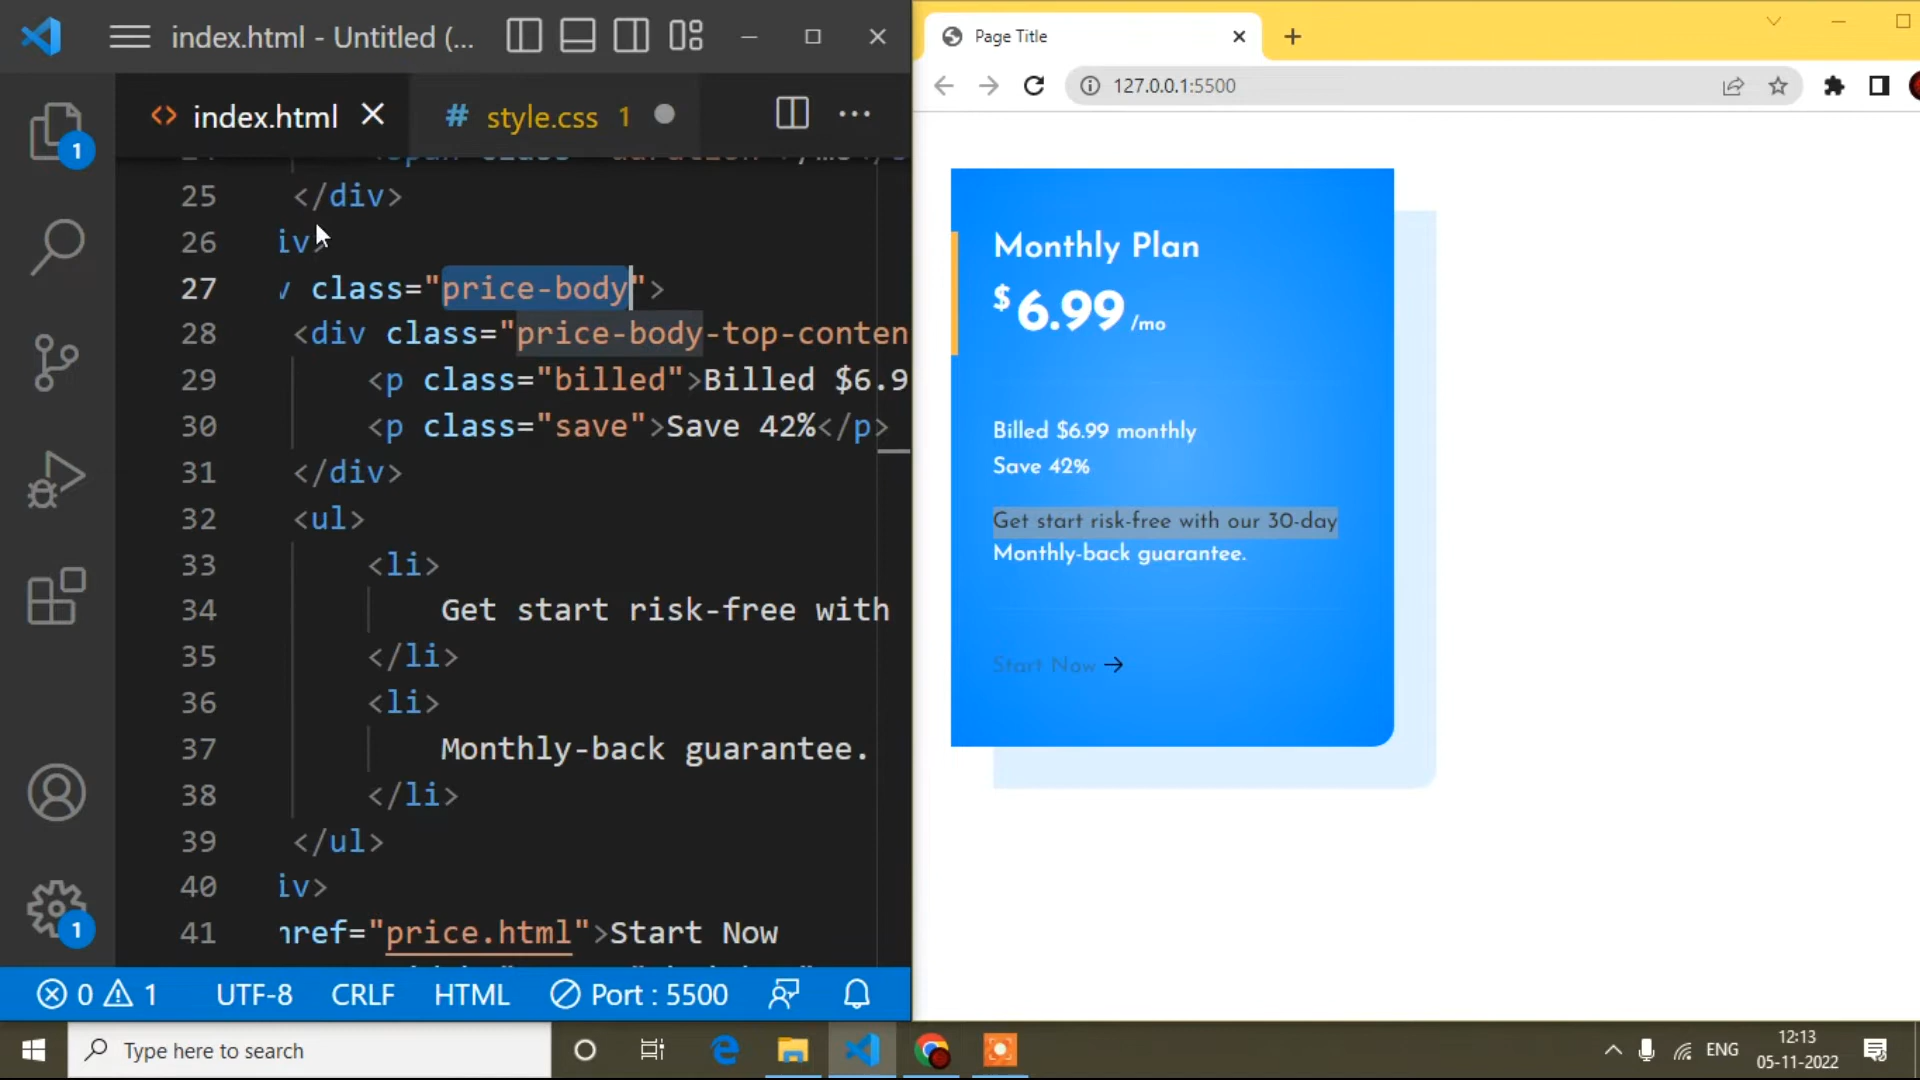 index.html - Untitled (...
index.html
# style.css 1
25 </div>
26 iv>
27 class="price-body">
28 <div class="price-body-top-conten
29 <p class="billed">Billed $6.9
30 <p class="save">Save 42%</p>
31 </div>
32 <ul>
33 <li>
34 Get start risk-free with
35 </li>
36 <li>
37 Monthly-back guarantee.
38 </li>
39 </ul>
40 iv>
41 href="price.html">Start Now
1
1
0 1 UTF-8 CRLF HTML Port : 5500
Page Title
127.0.0.1:5500
Monthly Plan
$6.99 /mo
Billed $6.99 monthly
Save 42%
Get start risk-free with our 30-day
Monthly-back guarantee.
Start Now →
Type here to search
ENG
12:13
05-11-2022